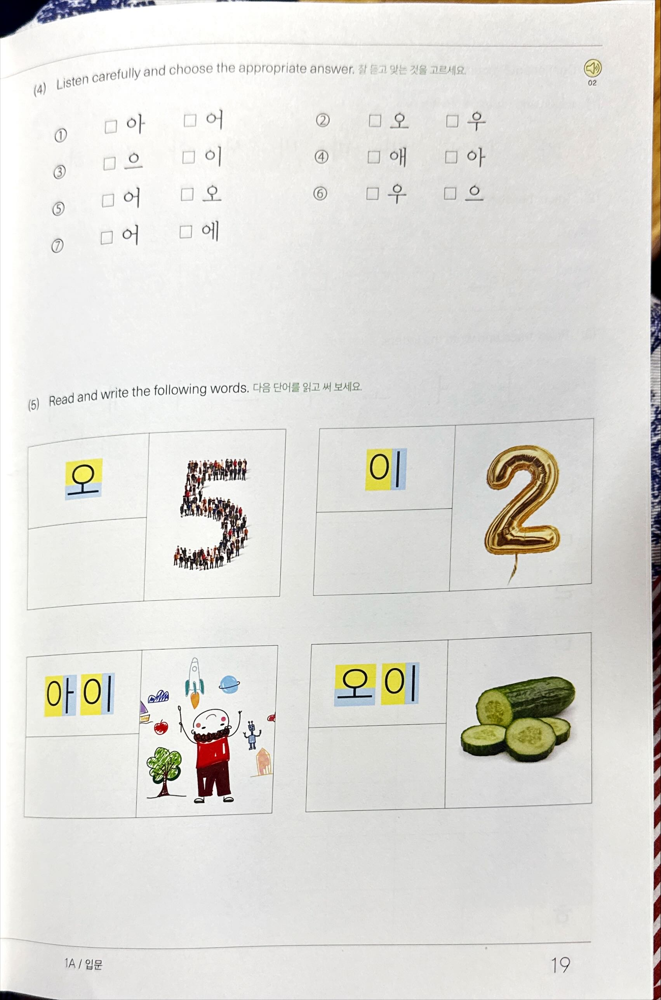 (4) Listen carefully and choose the appropriate answer. 잘 듣고 맞는 것을 고르세요.
02
① □ 아 □ 어 ② □ 오 □ 우
③ □ 으 □ 이 ④ □ 애 □ 아
⑤ □ 어 □ 오 ⑥ □ 우 □ 으
⑦ □ 어 □ 에
(5) Read and write the following words. 다음 단어를 읽고 써 보세요.
오 5 이 2
아이 오이
1A / 입문 19